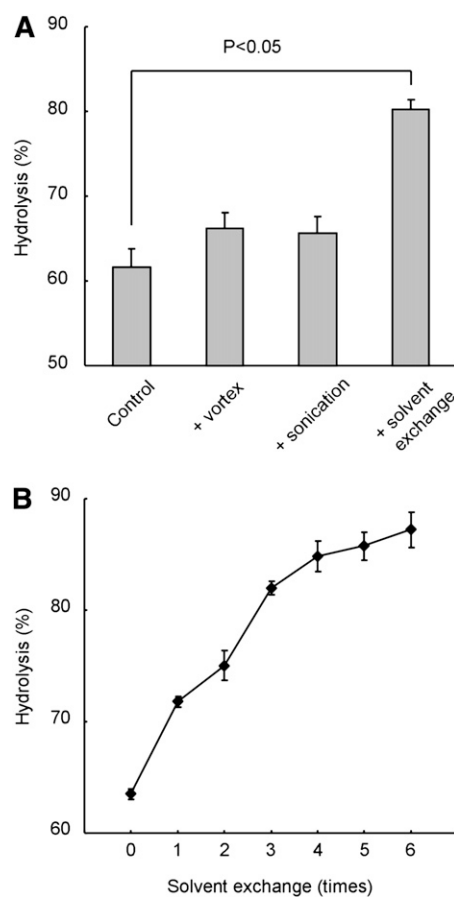 A
P<0.05
Hydrolysis (%)
90
80
70
60
50
Control
+ vortex
+ sonication
+ solvent
exchange
B
Hydrolysis (%)
90
80
70
60
0 1 2 3 4 5 6
Solvent exchange (times)